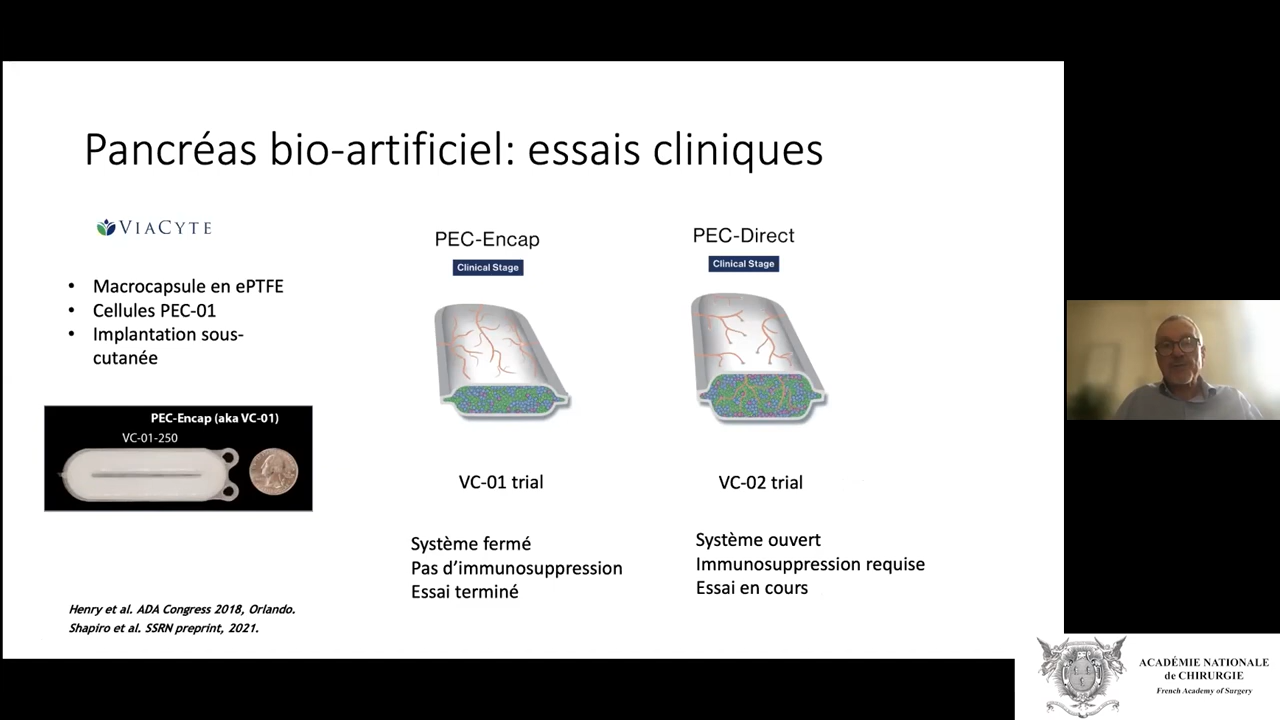 Pancréas bio-artificiel: essais cliniques
VIACYTE
• Macrocapsule en ePTFE
• Cellules PEC-01
• Implantation sous-
cutanée
PEC-Encap (aka VC-01)
VC-01-250
PEC-Encap
Clinical Stage
VC-01 trial
Système fermé
Pas d’immunosuppression
Essai terminé
PEC-Direct
Clinical Stage
VC-02 trial
Système ouvert
Immunosuppression requise
Essai en cours
Henry et al. ADA Congress 2018, Orlando.
Shapiro et al. SSRN preprint, 2021.
ACADÉMIE NATIONALE
de CHIRURGIE
French Academy of Surgery